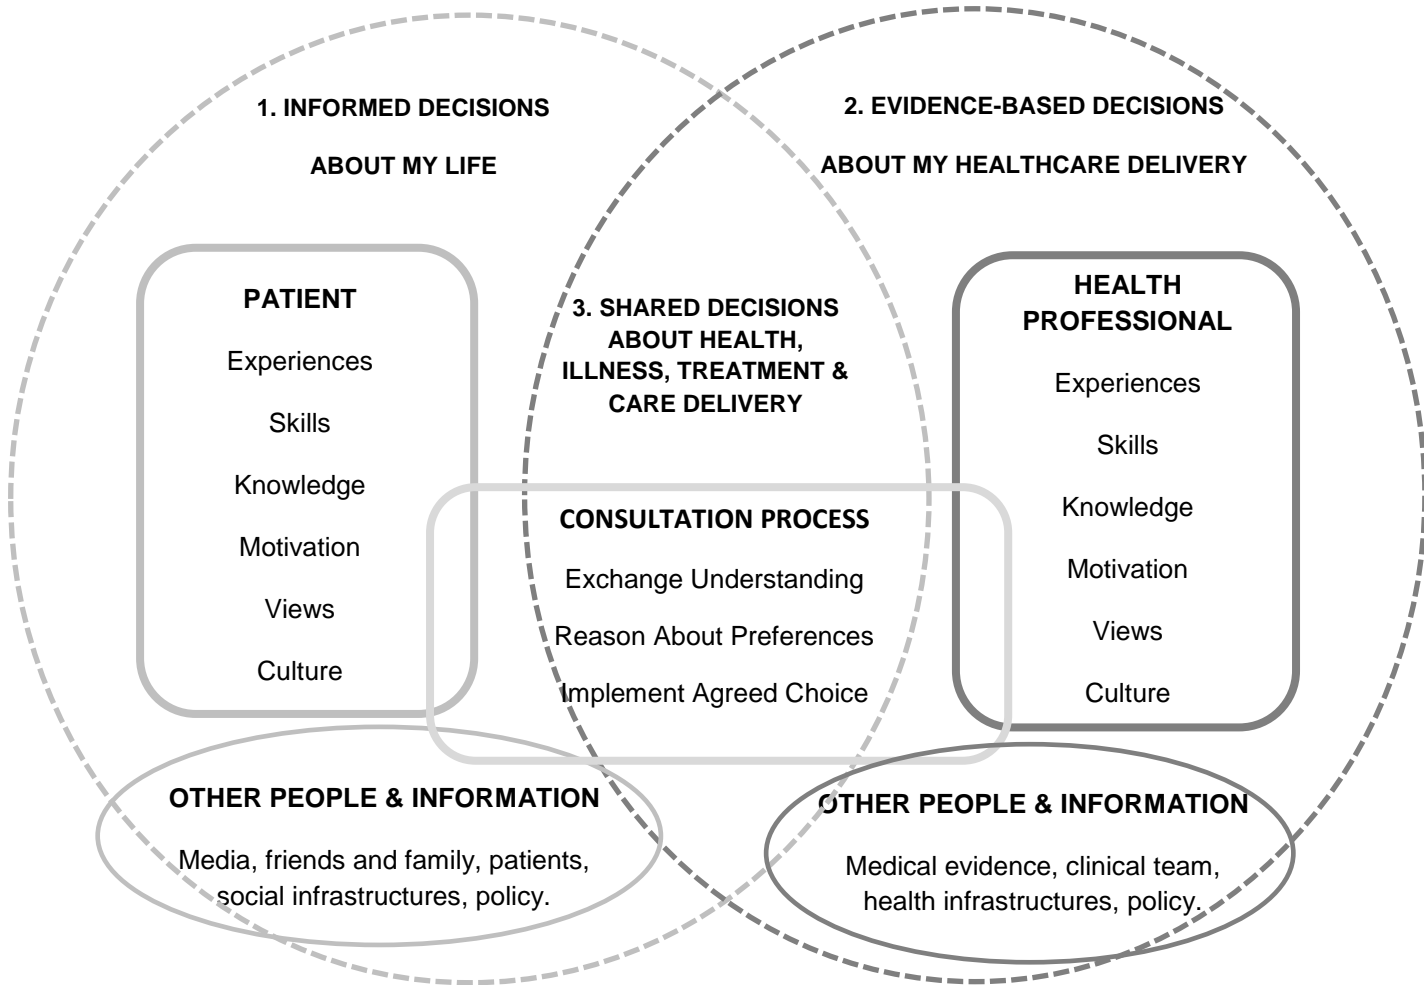 1. INFORMED DECISIONS
ABOUT MY LIFE
2. EVIDENCE-BASED DECISIONS
ABOUT MY HEALTHCARE DELIVERY
PATIENT
Experiences
Skills
Knowledge
Motivation
Views
Culture
3. SHARED DECISIONS
ABOUT HEALTH,
ILLNESS, TREATMENT &
CARE DELIVERY
HEALTH
PROFESSIONAL
Experiences
Skills
Knowledge
Motivation
Views
Culture
CONSULTATION PROCESS
Exchange Understanding
Reason About Preferences
Implement Agreed Choice
OTHER PEOPLE & INFORMATION
Media, friends and family, patients,
social infrastructures, policy.
OTHER PEOPLE & INFORMATION
Medical evidence, clinical team,
health infrastructures, policy.